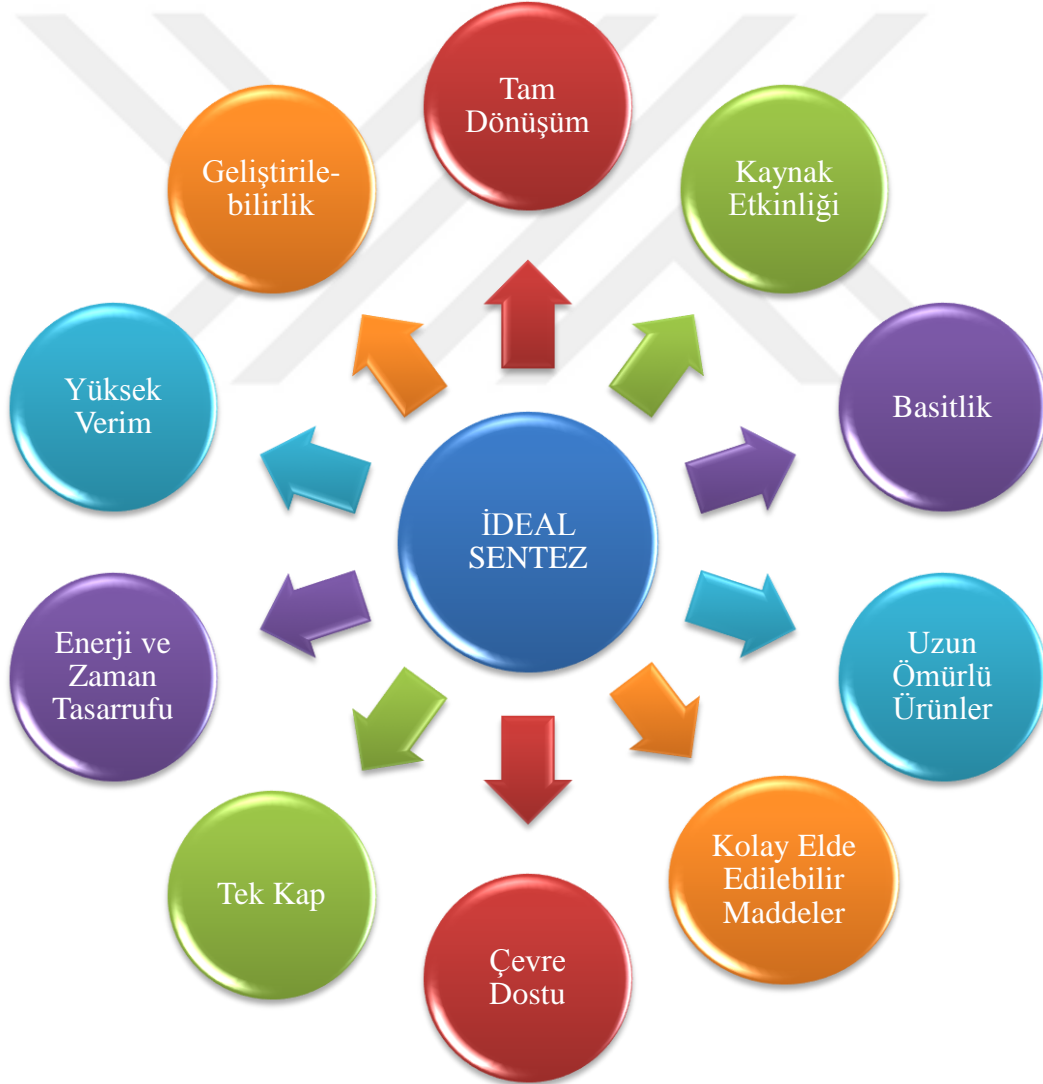 Tam
Dönüşüm
Kaynak
Etkinliği
Basitlik
Uzun
Ömürlü
Ürünler
Kolay Elde
Edilebilir
Maddeler
Çevre
Dostu
Tek Kap
Enerji ve
Zaman
Tasarrufu
Yüksek
Verim
Geliştirile-
bilirlik
İDEAL
SENTEZ